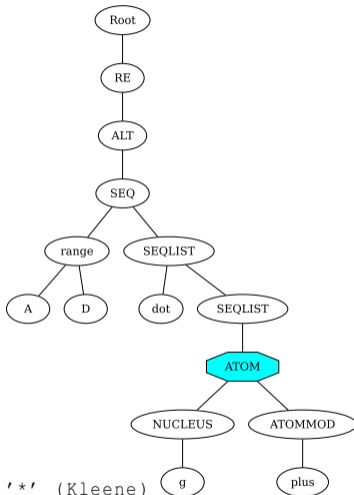 Root
RE
ALT
SEQ
range SEQLIST
A D dot SEQLIST
ATOM
NUCLEUS ATOMMOD
'*' (Kleene) g plus